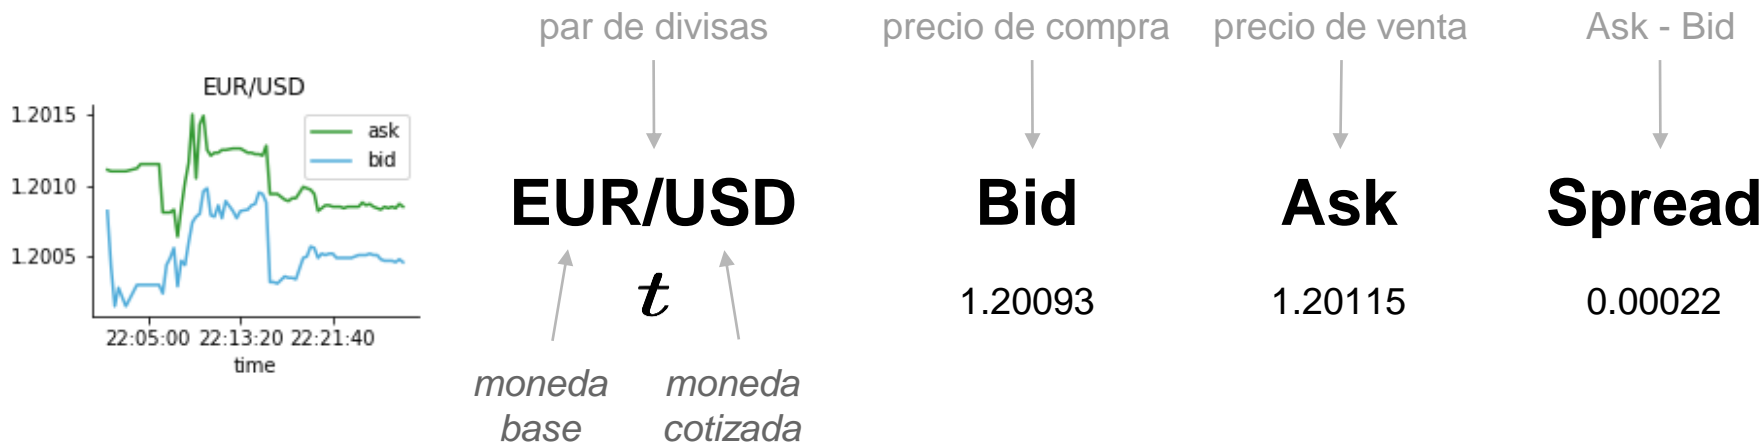 par de divisas
precio de compra
precio de venta
Ask - Bid
EUR/USD
1.2015
1.2010
1.2005
ask
bid
22:05:00 22:13:20 22:21:40
time
EUR/USD
Bid
Ask
Spread
t
1.20093
1.20115
0.00022
moneda
base
moneda
cotizada